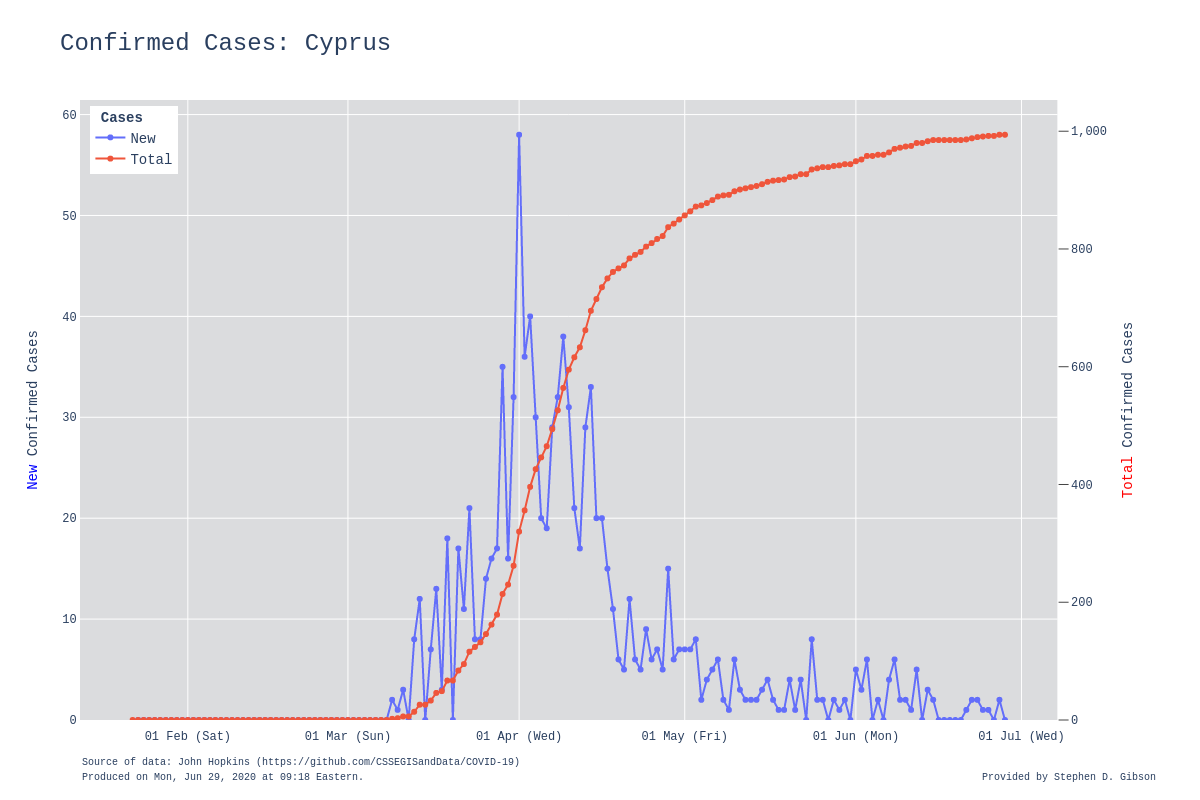 Confirmed Cases: Cyprus
Cases
New
Total
60
50
40
30
20
10
0
1,000
800
600
400
200
0
New Confirmed Cases
Total Confirmed Cases
01 Feb (Sat)
01 Mar (Sun)
01 Apr (Wed)
01 May (Fri)
01 Jun (Mon)
01 Jul (Wed)
Source of data: John Hopkins (https://github.com/CSSEGISandData/COVID-19)
Produced on Mon, Jun 29, 2020 at 09:18 Eastern.
Provided by Stephen D. Gibson